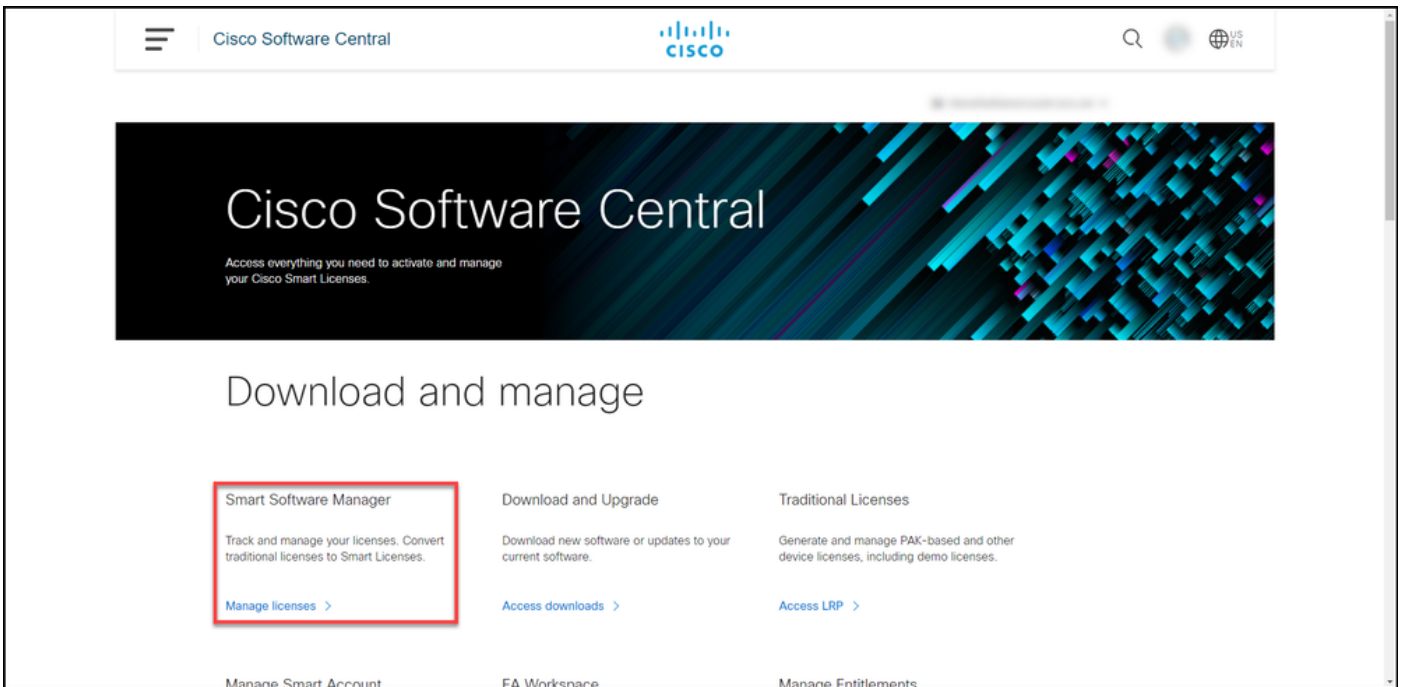 Cisco Software Central
CISCO
US
EN
Cisco Software Central
Access everything you need to activate and manage
your Cisco Smart Licenses.
Download and manage
Smart Software Manager
Track and manage your licenses. Convert
traditional licenses to Smart Licenses.
Manage licenses
Download and Upgrade
Download new software or updates to your
current software.
Access downloads
Traditional Licenses
Generate and manage PAK-based and other
device licenses, including demo licenses.
Access LRP
Manage Smart Account
EA Workspace
Manage Entitlements